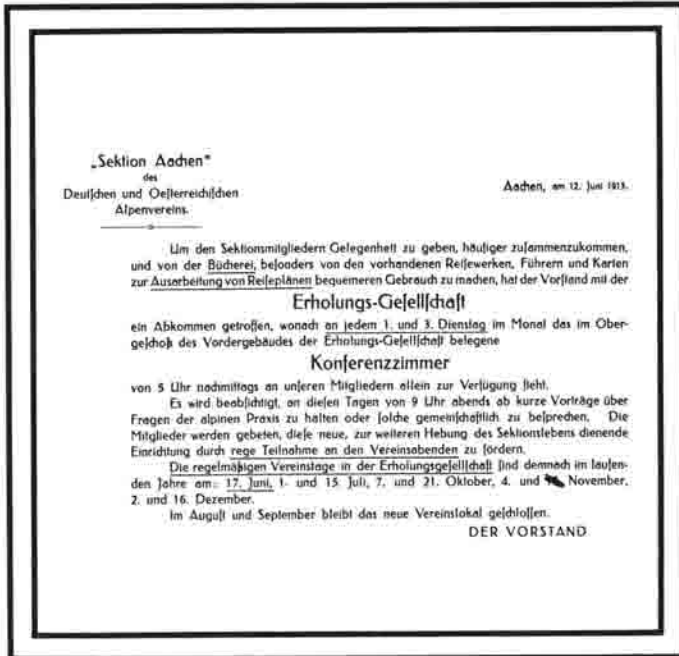 „Sektion Aachen“
des
Deutſchen und Oeſterreichiſchen
Alpenvereins.
Aachen, am 12. Juni 1913.
Um den Sektionsmitgliedern Gelegenheit zu geben, häufiger zuſammenzukommen,
und von der Bücherei, beſonders von den vorhandenen Reiſewerken, Führern und Karten
zur Ausarbeitung von Reiſeplänen bequemeren Gebrauch zu machen, hat der Vorſtand mit der
Erholungs-Geſellſchaft
ein Abkommen getroffen, wonach an jedem 1. und 3. Dienstag im Monat das im Ober-
geſchoß des Vordergebäudes der Erholungs-Geſellſchaft belegene
Konferenzzimmer
von 5 Uhr nachmittags an unſeren Mitgliedern allein zur Verfügung ſteht.
Es wird beabſichtigt, an dieſen Tagen von 9 Uhr abends ab kurze Vorträge über
Fragen der alpinen Praxis zu halten oder ſolche gemeinſchaftlich zu beſprechen. Die
Mitglieder werden gebeten, dieſe neue, zur weiteren Hebung des Sektionslebens dienende
Einrichtung durch rege Teilnahme an den Vereinsabenden zu fördern.
Die regelmäßigen Vereinstage in der Erholungsgeſellſchaft ſind demnach im laufen-
den Jahre am: 17. Juni, 1. und 15. Juli, 7. und 21. Oktober, 4. und November,
2. und 16. Dezember.
Im Auguſt und September bleibt das neue Vereinslokal geſchloſſen.
DER VORSTAND